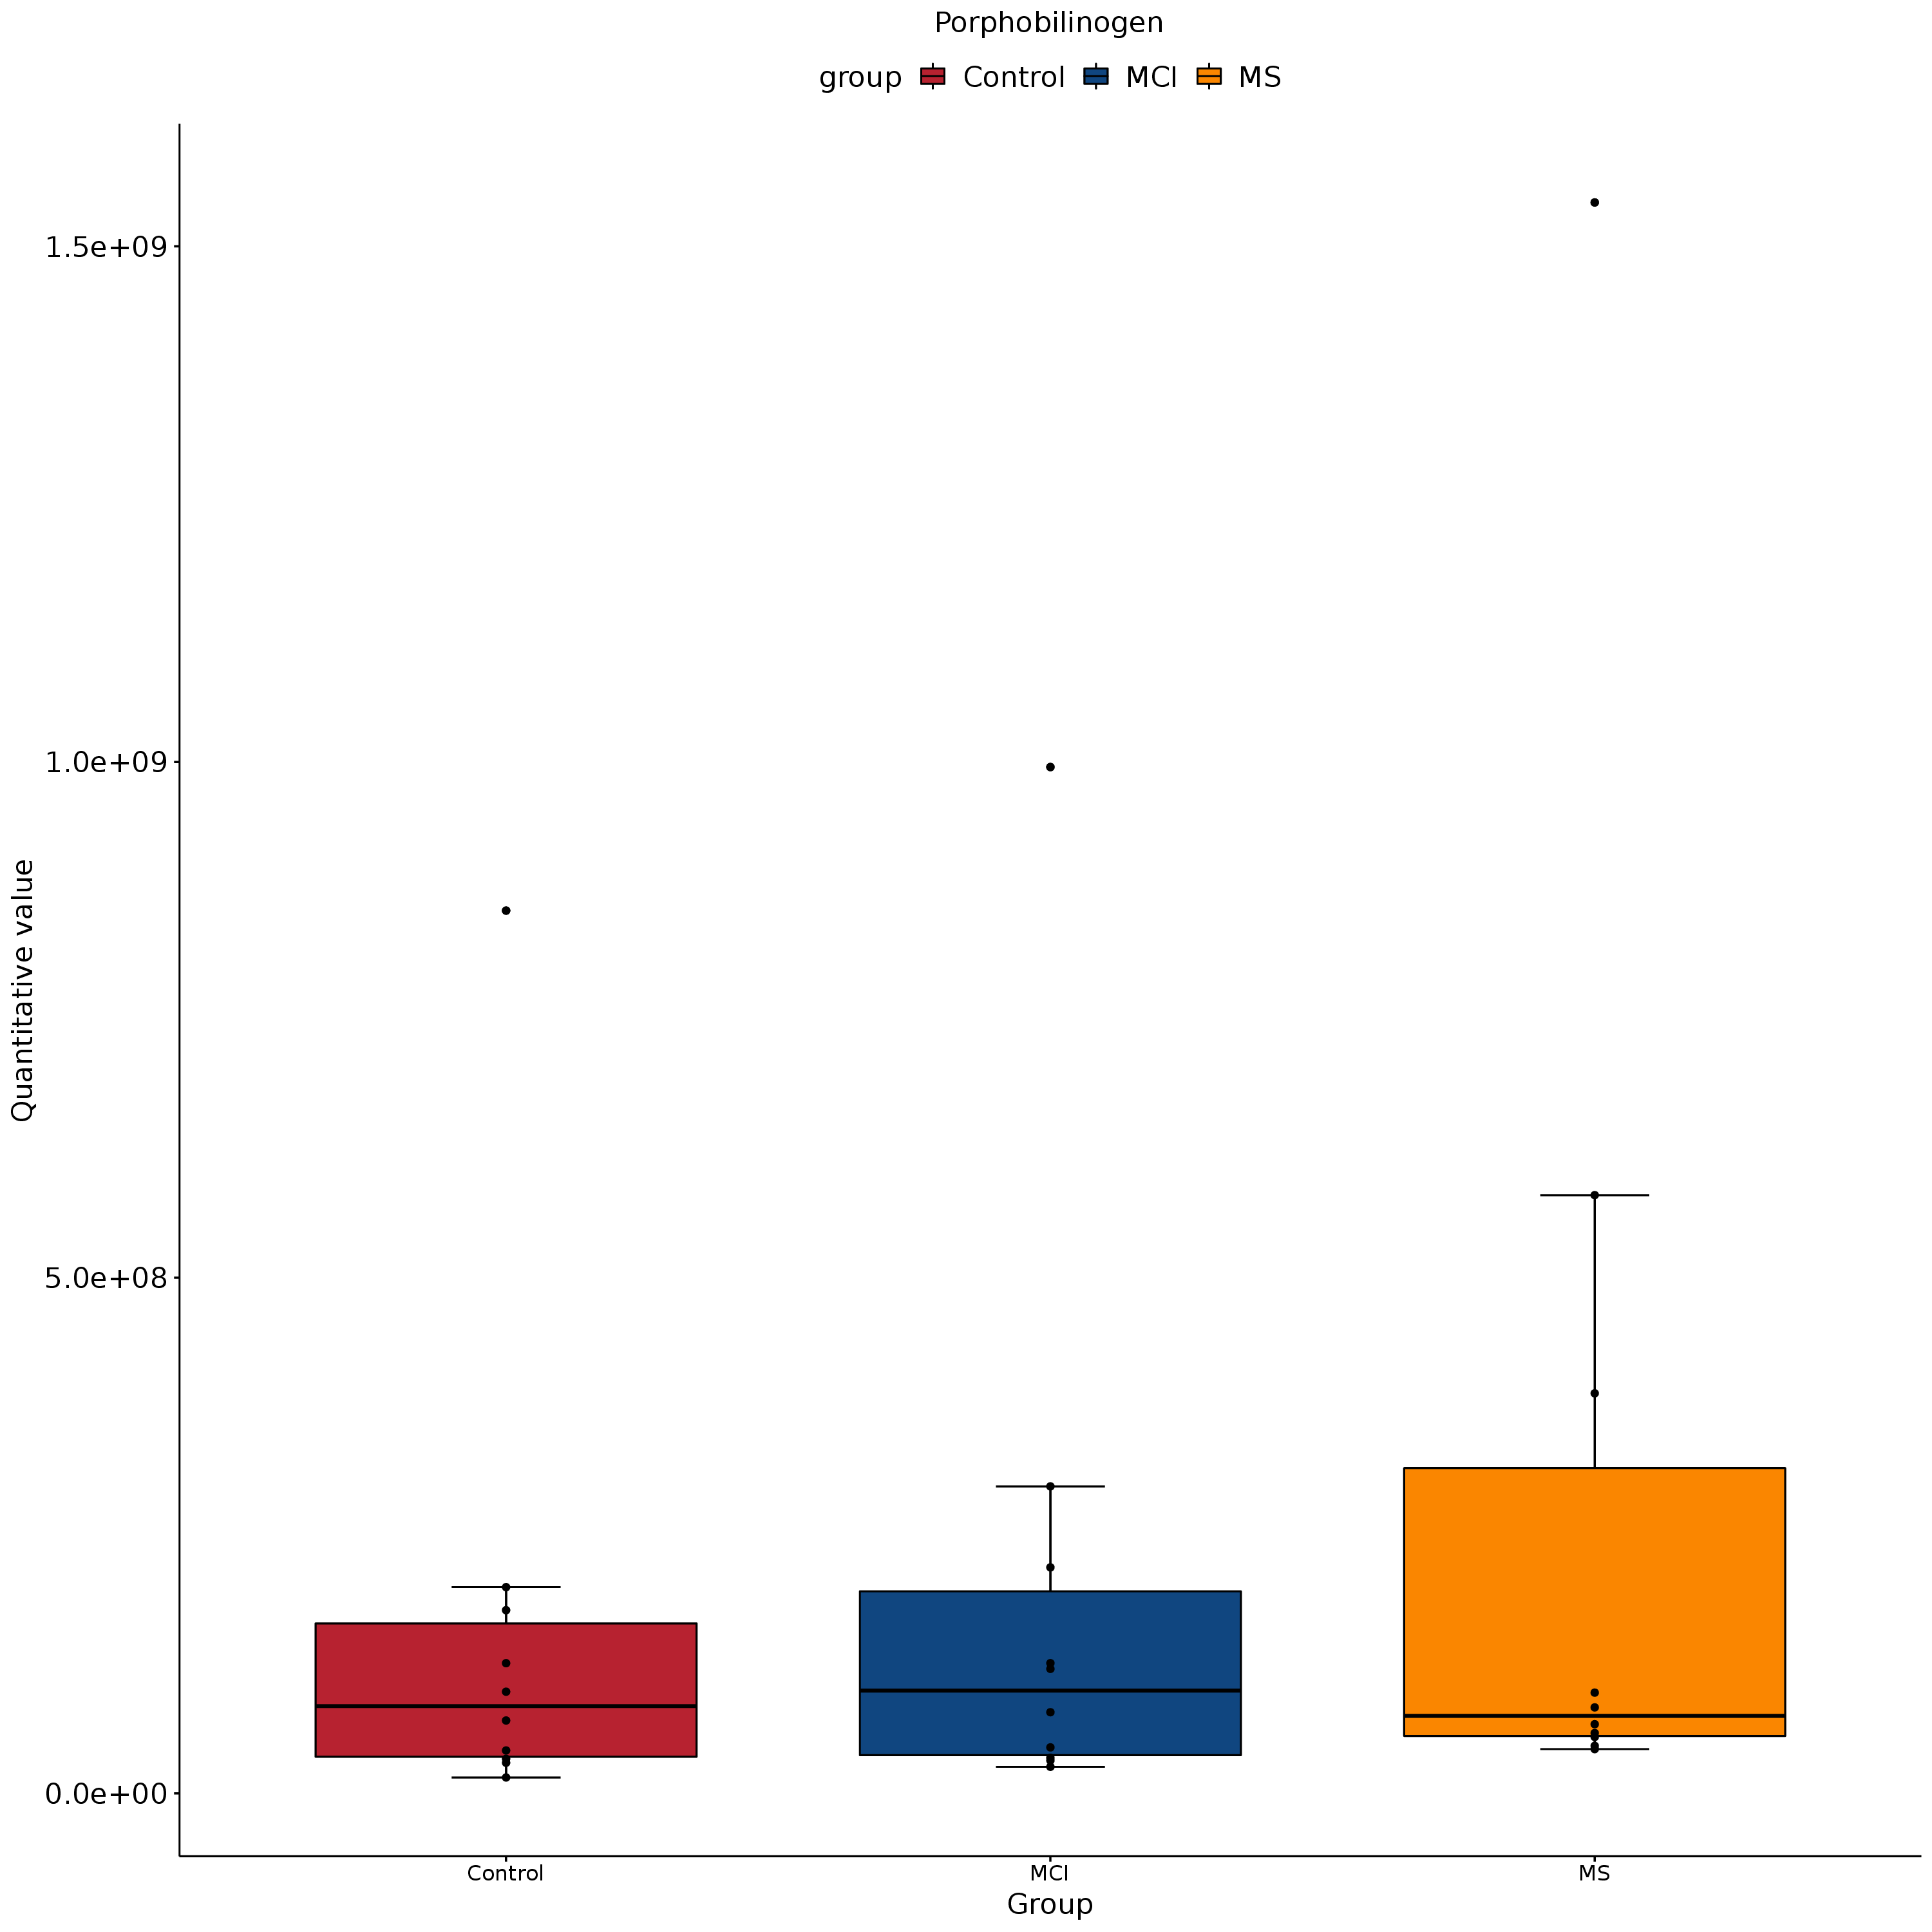 Porphobilinogen
group Control MCI MS
1.5e+09
1.0e+09
5.0e+08
0.0e+00
Quantitative value
Control MCI MS
Group